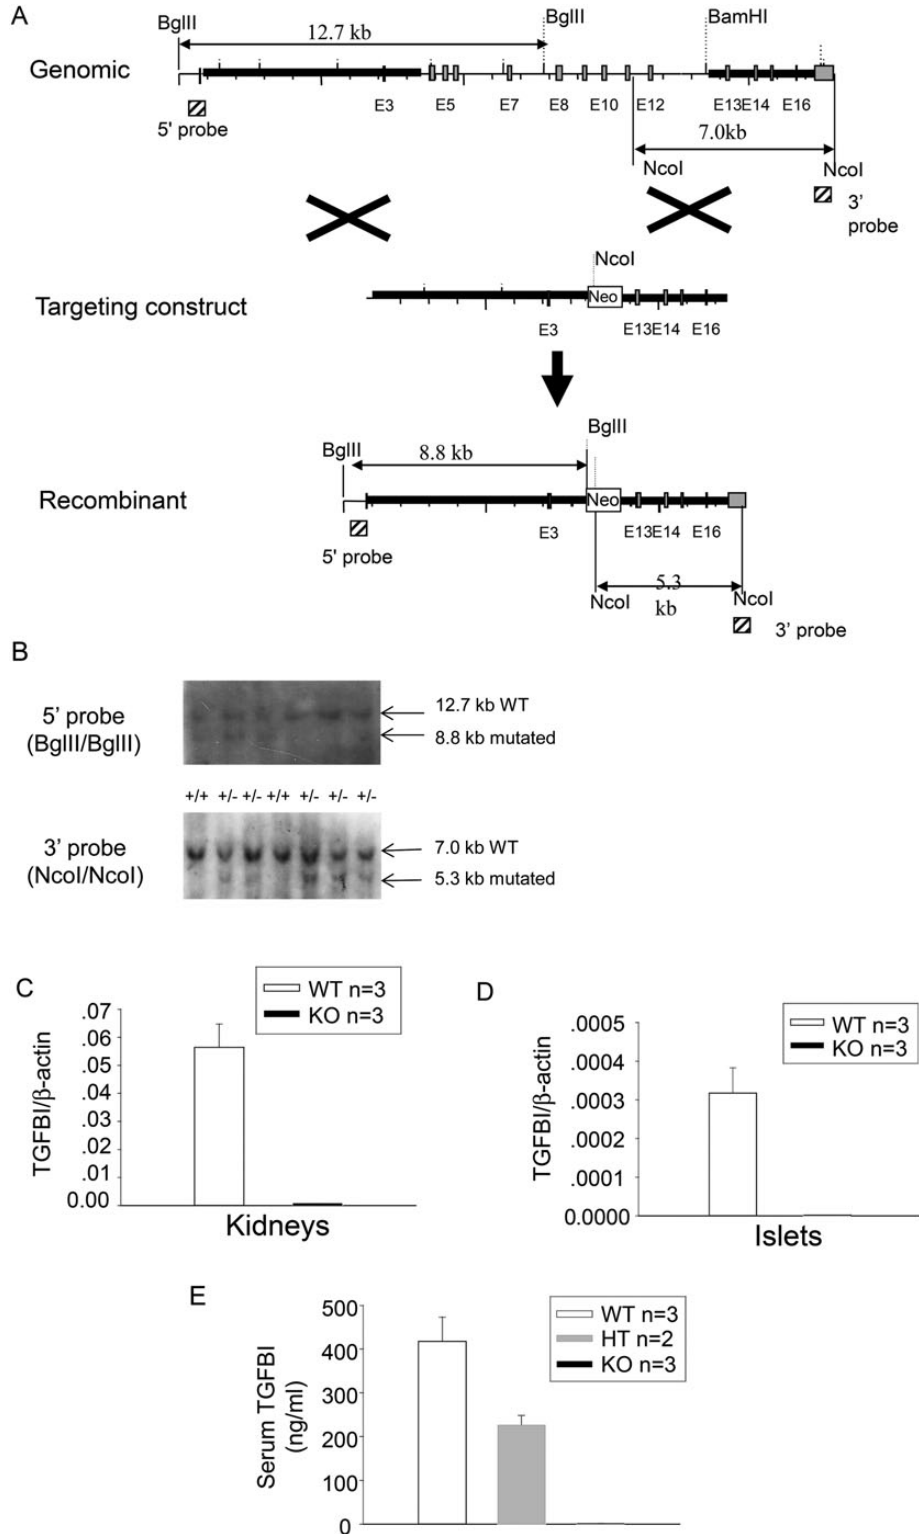 A
BglII
BglII
BamHI
12.7 kb
Genomic
E3
E5
E7
E8
E10
E12
E13E14
E16
5' probe
7.0kb
NcoI
NcoI
3'
probe
NcoI
Targeting construct
Neo
E3
E13E14
E16
BglII
BglII
8.8 kb
Recombinant
Neo
E3
E13E14
E16
5' probe
5.3
kb
NcoI
NcoI
3' probe
B
5' probe
(BglII/BglII)
12.7 kb WT
8.8 kb mutated
+/+ +/- +/- +/+ +/- +/- +/-
3' probe
(NcoI/NcoI)
7.0 kb WT
5.3 kb mutated
C
WT n=3
KO n=3
TGFBI/β-actin
.07
.06
.05
.04
.03
.02
.01
0.00
Kidneys
D
WT n=3
KO n=3
TGFBI/β-actin
.0005
.0004
.0003
.0002
.0001
0.0000
Islets
E
WT n=3
HT n=2
KO n=3
Serum TGFBI
(ng/ml)
500
400
300
200
100
0